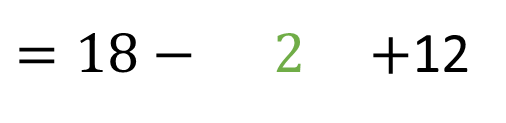 = 18 − 2 +12